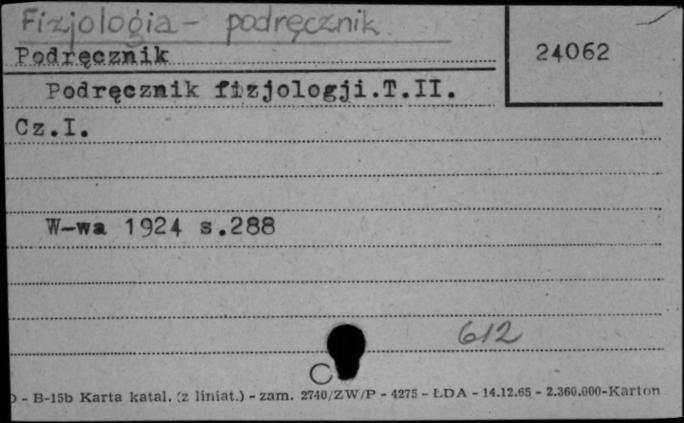 Fizjologia - podręcznik
Podręcznik
24062
Podręcznik fizjologji.T.II.
Cz.I.
W-wa 1924 s.288
612
C
- B-15b Karta katal. (z liniat.) - zam. 2740/ZW/P - 4275 - ŁDA - 14.12.65 - 2.360.000-Karton